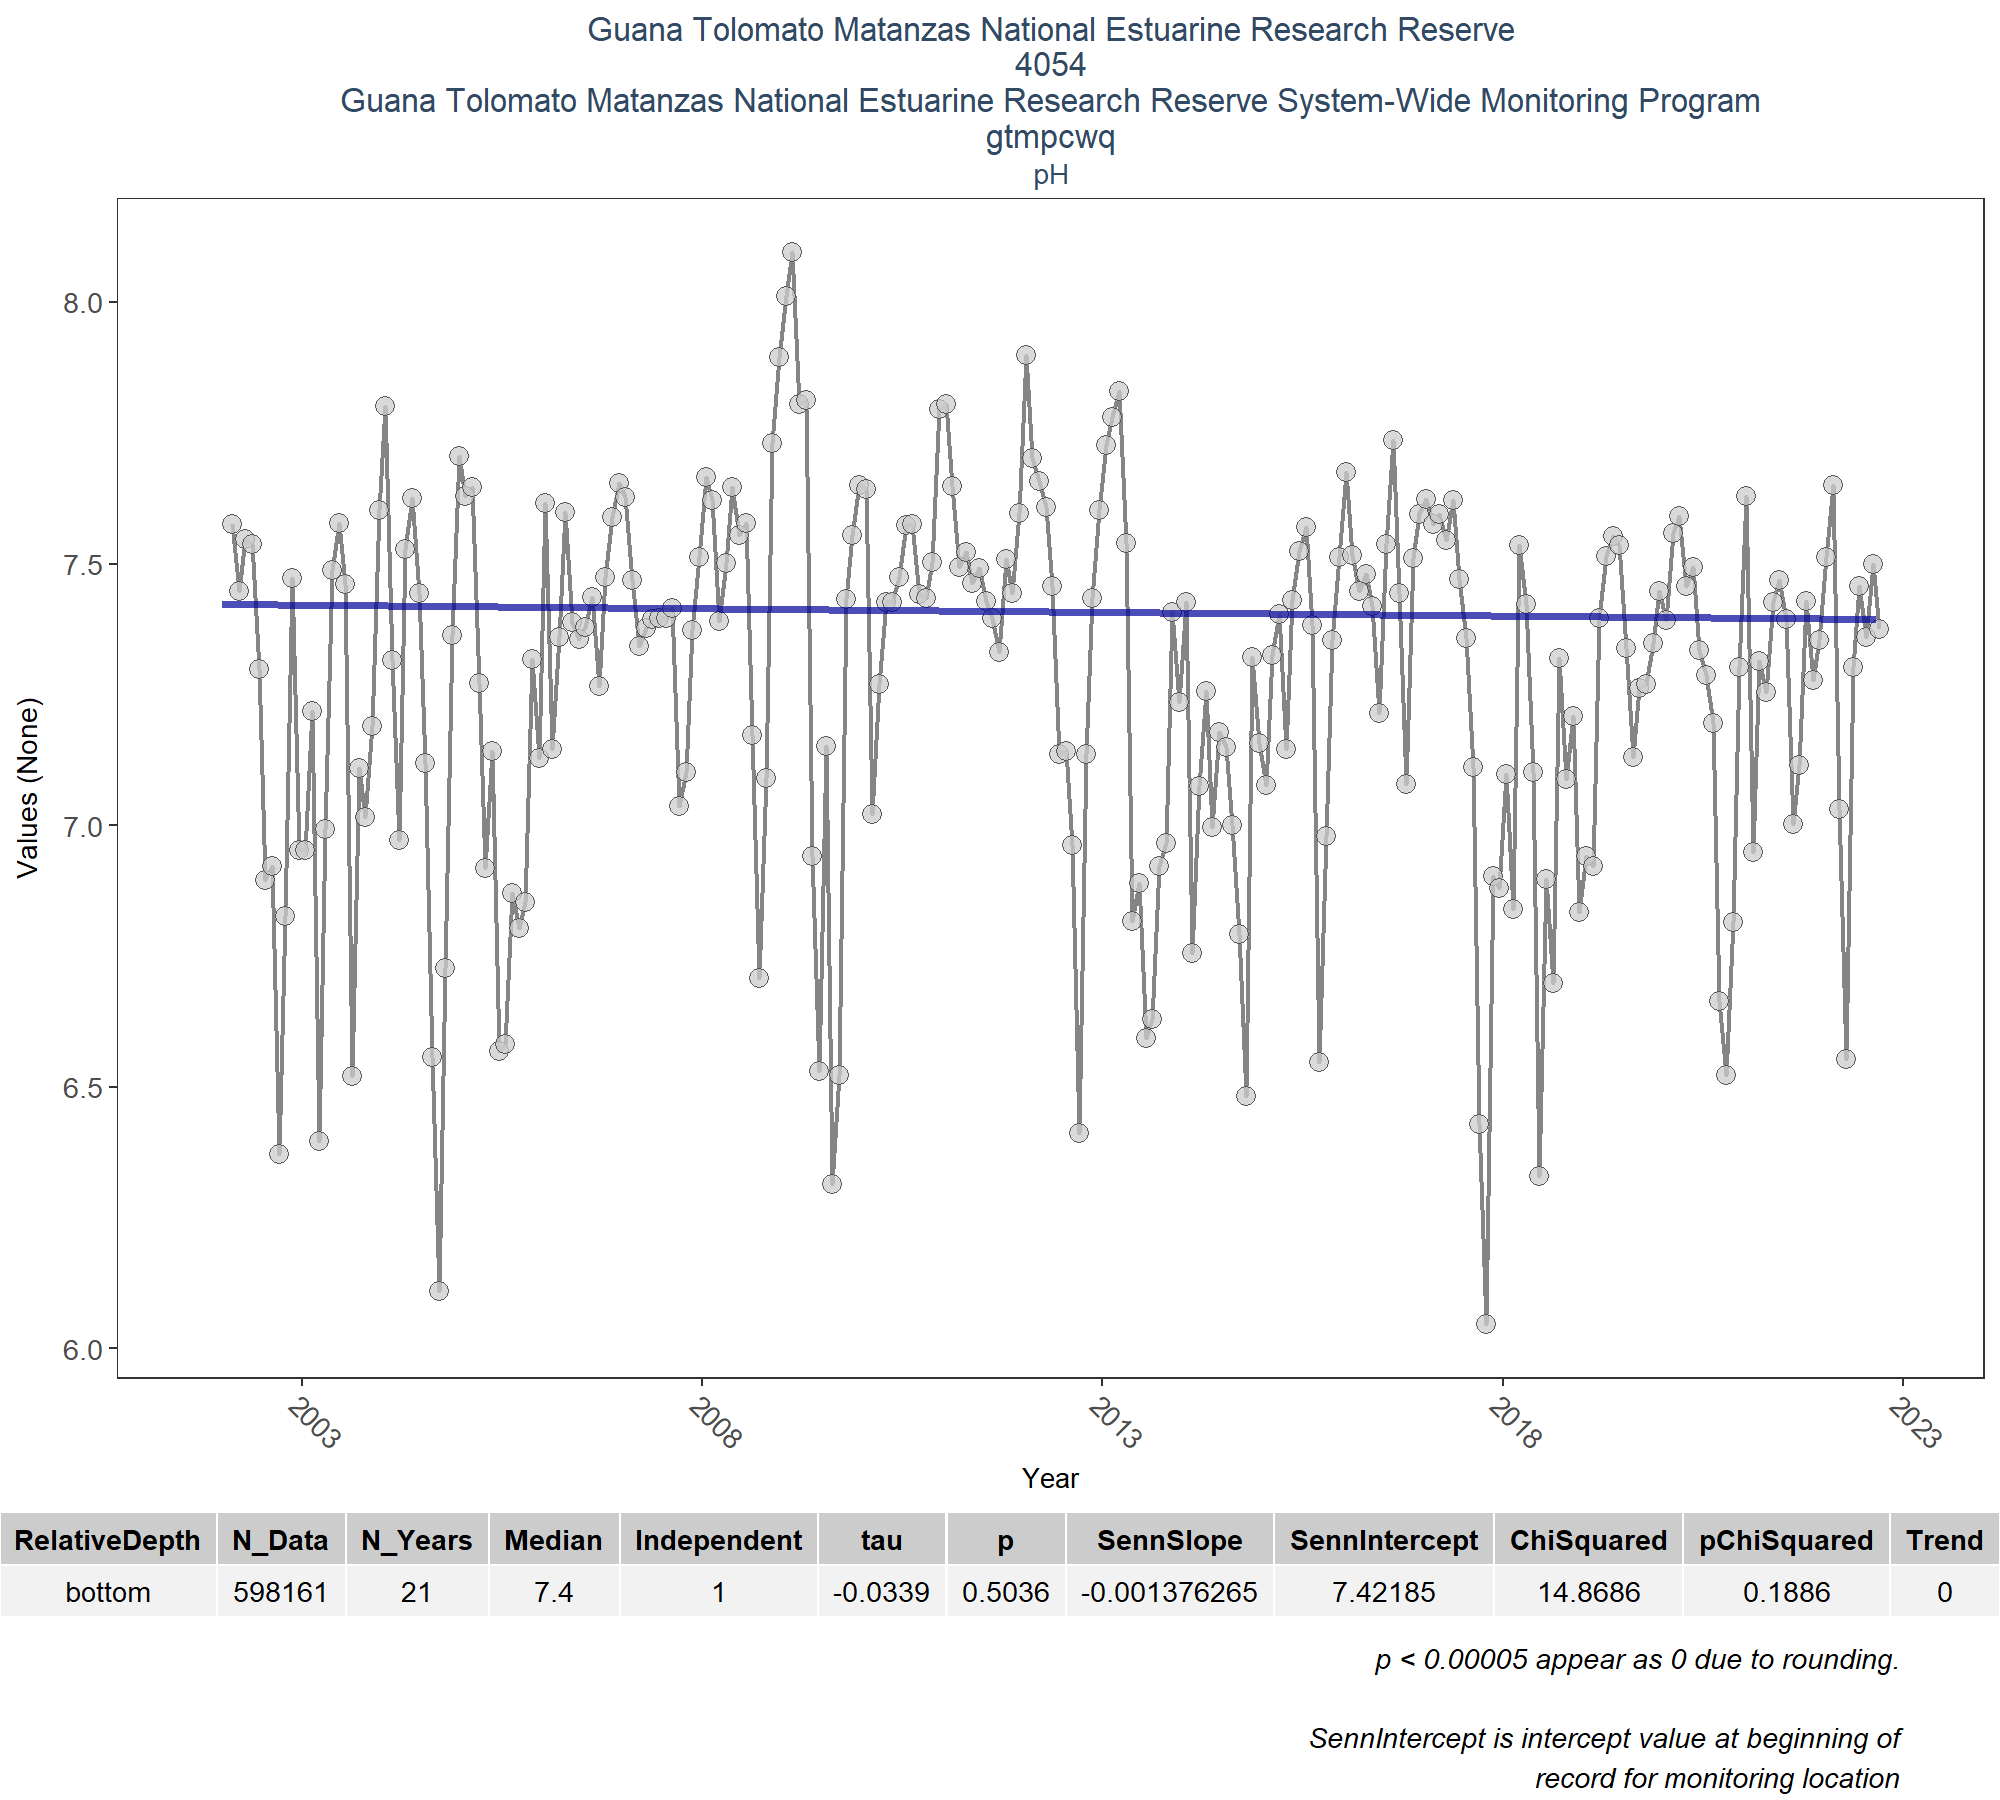 Guana Tolomato Matanzas National Estuarine Research Reserve
4054
Guana Tolomato Matanzas National Estuarine Research Reserve System-Wide Monitoring Program
gtmpcwq
pH
Values (None)
8.0
7.5
7.0
6.5
6.0
2003 2008 2013 2018 2023
Year
RelativeDepth N_Data N_Years Median Independent tau p SennSlope SennIntercept ChiSquared pChiSquared Trend
bottom 598161 21 7.4 1 -0.0339 0.5036 -0.001376265 7.42185 14.8686 0.1886 0
p < 0.00005 appear as 0 due to rounding.
SennIntercept is intercept value at beginning of
record for monitoring location